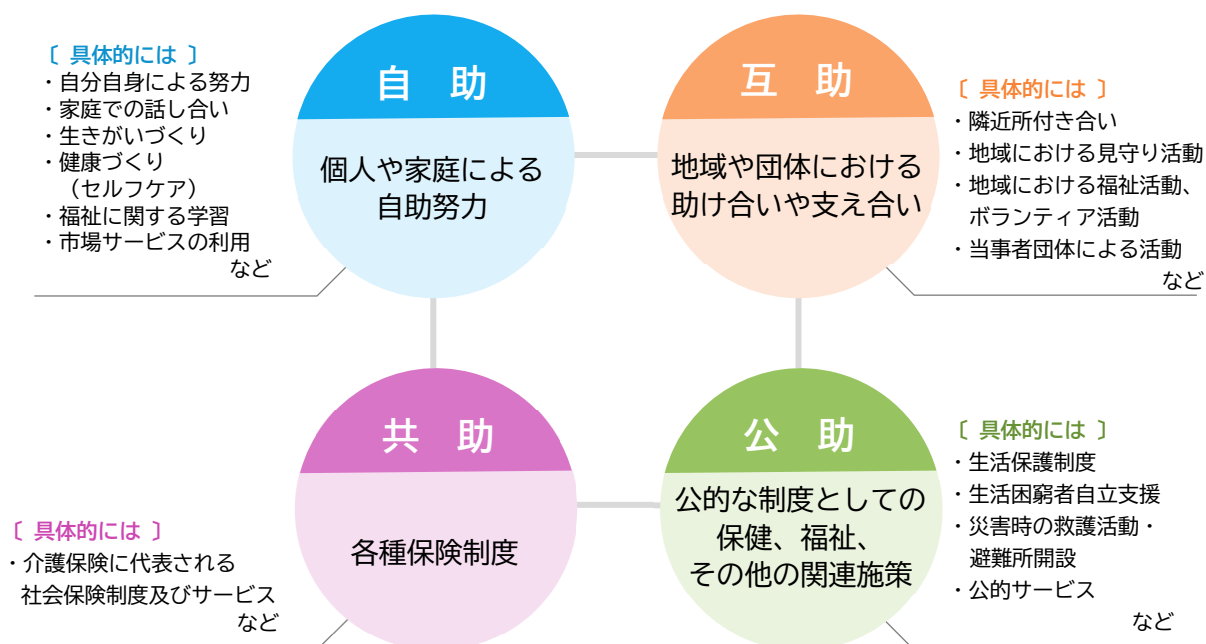 〔 具体的には 〕
・自分自身による努力
・家庭での話し合い
・生きがいづくり
・健康づくり
（セルフケア）
・福祉に関する学習
・市場サービスの利用
など
自 助
個人や家庭による
自助努力
互 助
地域や団体における
助け合いや支え合い
〔 具体的には 〕
・隣近所付き合い
・地域における見守り活動
・地域における福祉活動、
ボランティア活動
・当事者団体による活動
など
〔 具体的には 〕
・介護保険に代表される
社会保険制度及びサービス
など
共 助
各種保険制度
公 助
公的な制度としての
保健、福祉、
その他の関連施策
〔 具体的には 〕
・生活保護制度
・生活困窮者自立支援
・災害時の救護活動・
避難所開設
・公的サービス
など